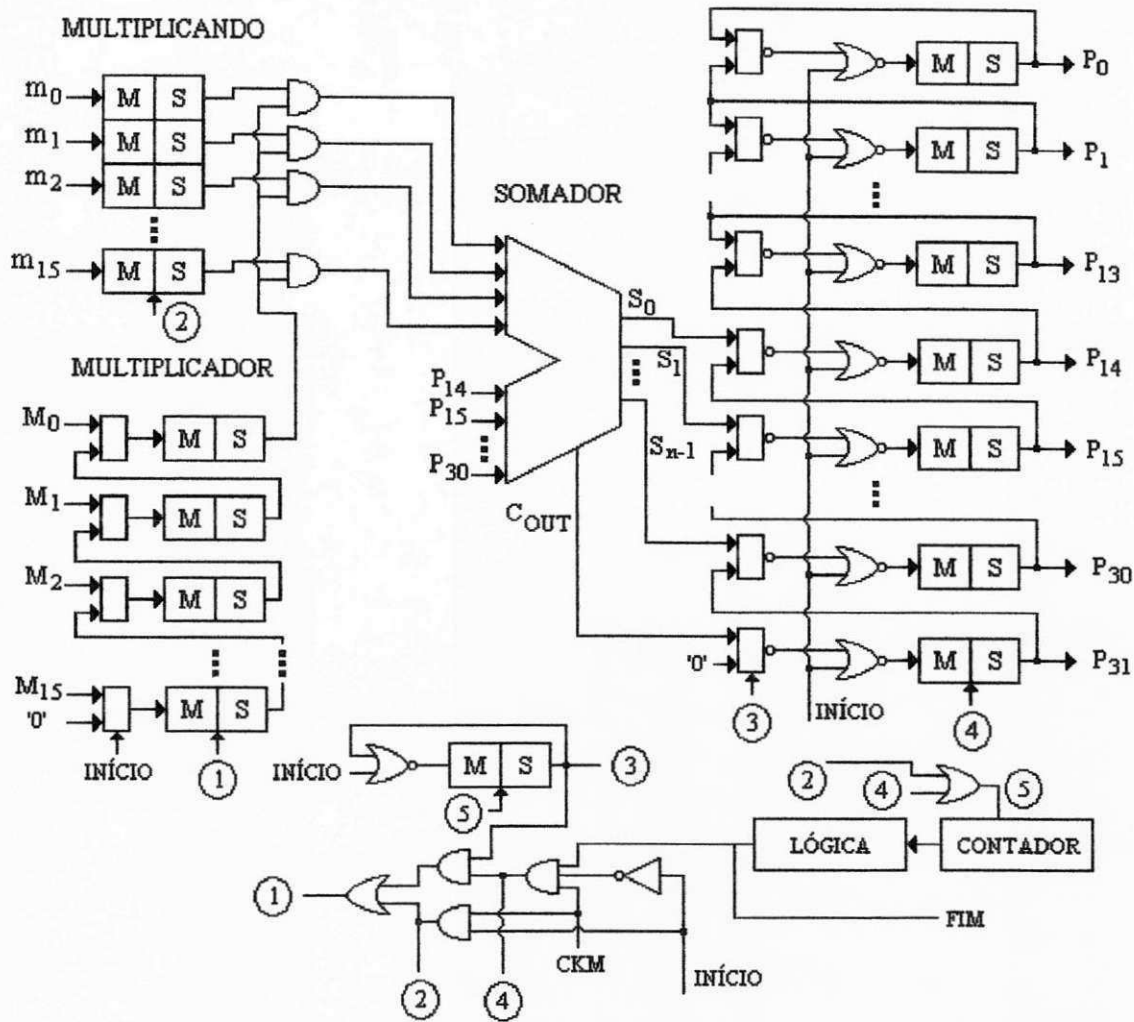 MULTIPLICANDO
m0
M S
m1
M S
m2
M S
m15
M S
2
MULTIPLICADOR
M0
M S
M1
M S
M2
M S
M15
'0'
M S
INÍCIO
1
SOMADOR
P14
P15
P30
COUT
S0
S1
Sn-1
M S
P0
M S
P1
M S
P13
M S
P14
M S
P15
M S
P30
'0'
M S
P31
3
INÍCIO
4
INÍCIO
M S
3
5
2
4
5
LÓGICA
CONTADOR
1
FIM
CKM
INÍCIO
2
4